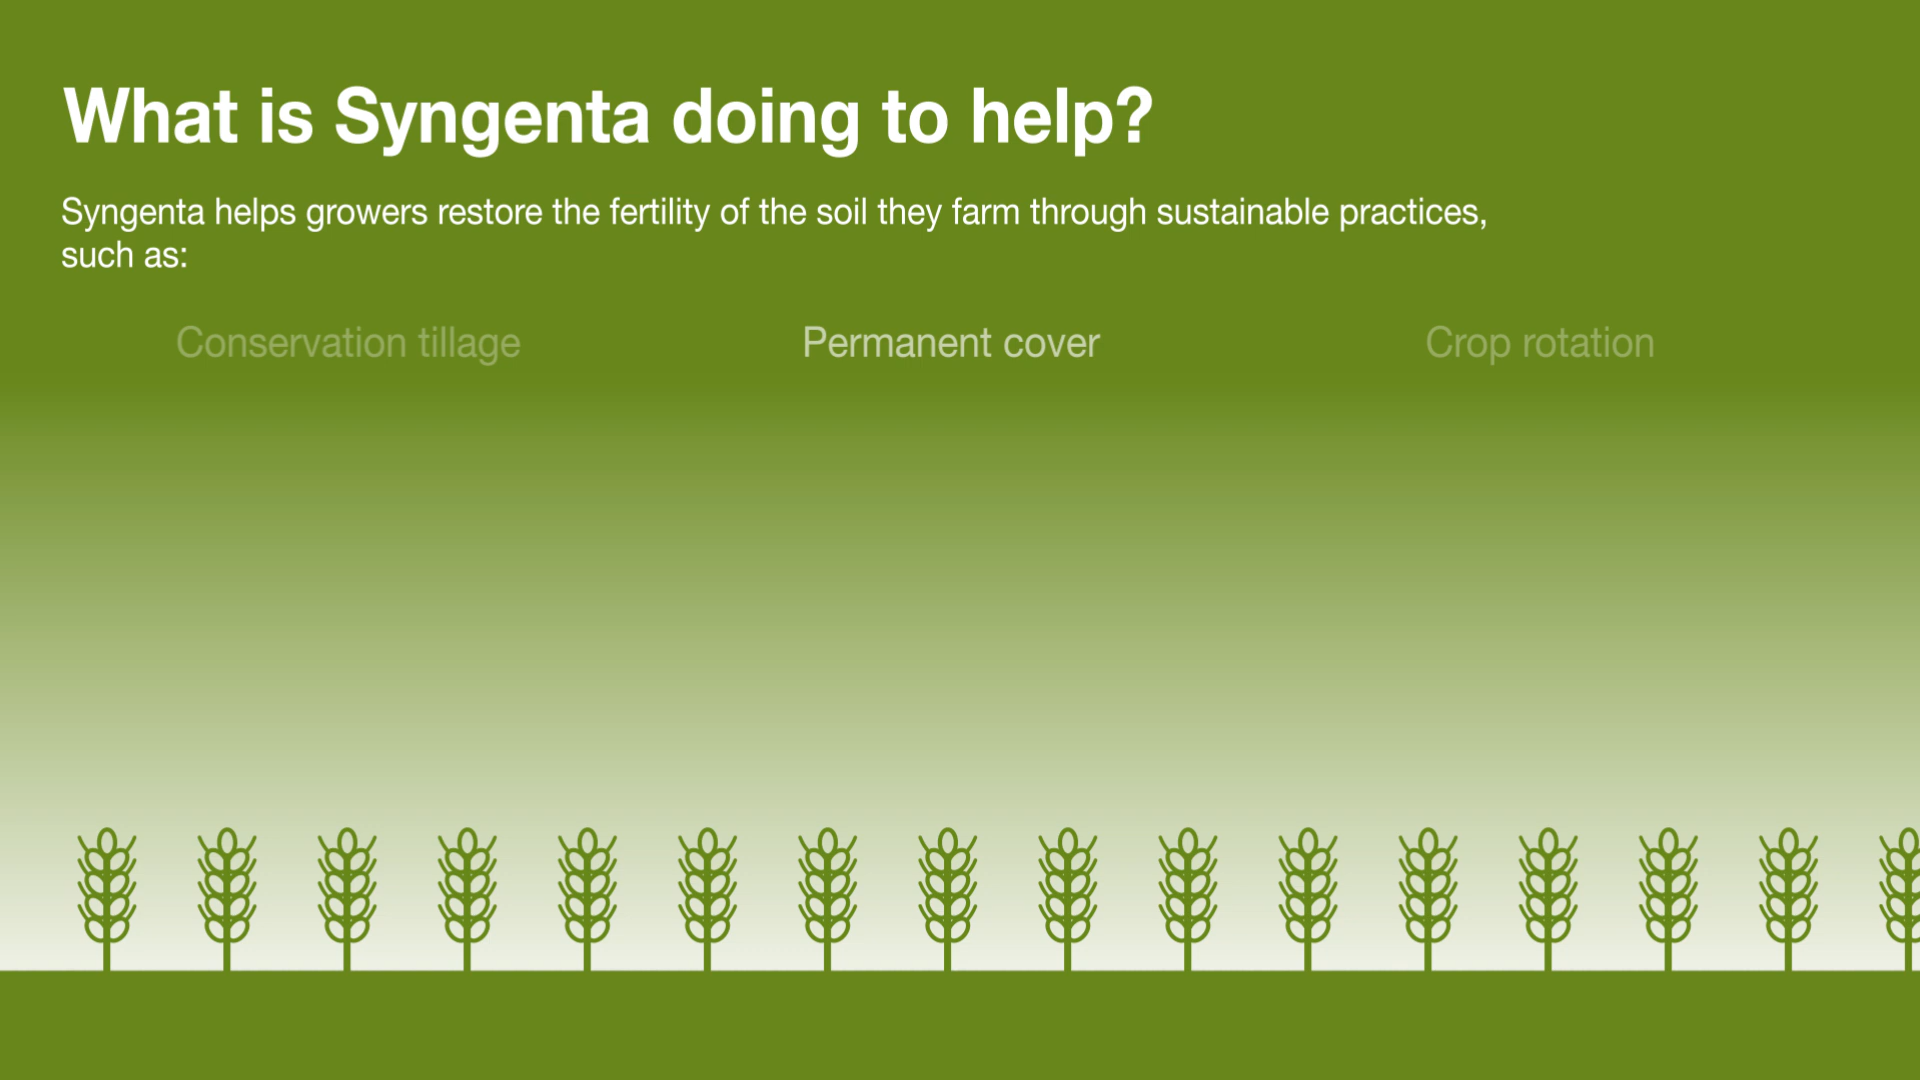 What is Syngenta doing to help?
Syngenta helps growers restore the fertility of the soil they farm through sustainable practices,
such as:
Conservation tillage
Permanent cover
Crop rotation